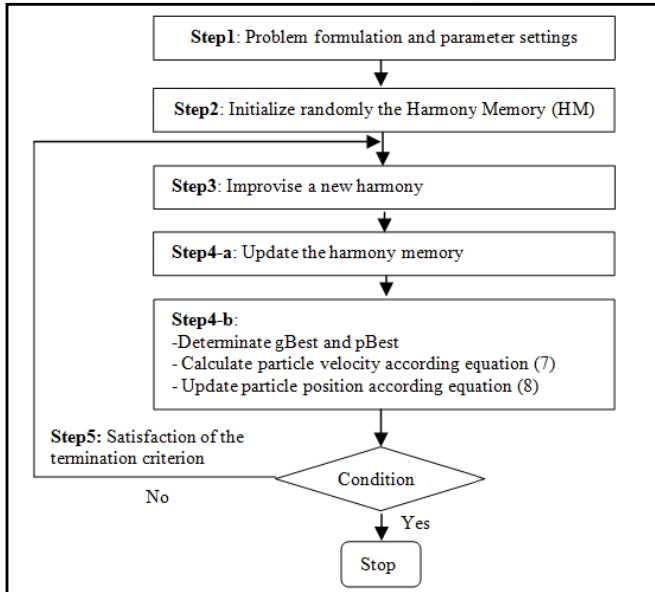 Step1: Problem formulation and parameter settings
Step2: Initialize randomly the Harmony Memory (HM)
Step3: Improvise a new harmony
Step4-a: Update the harmony memory
Step4-b:
-Determinate gBest and pBest
- Calculate particle velocity according equation (7)
- Update particle position according equation (8)
Step5: Satisfaction of the
termination criterion
Condition
No
Yes
Stop